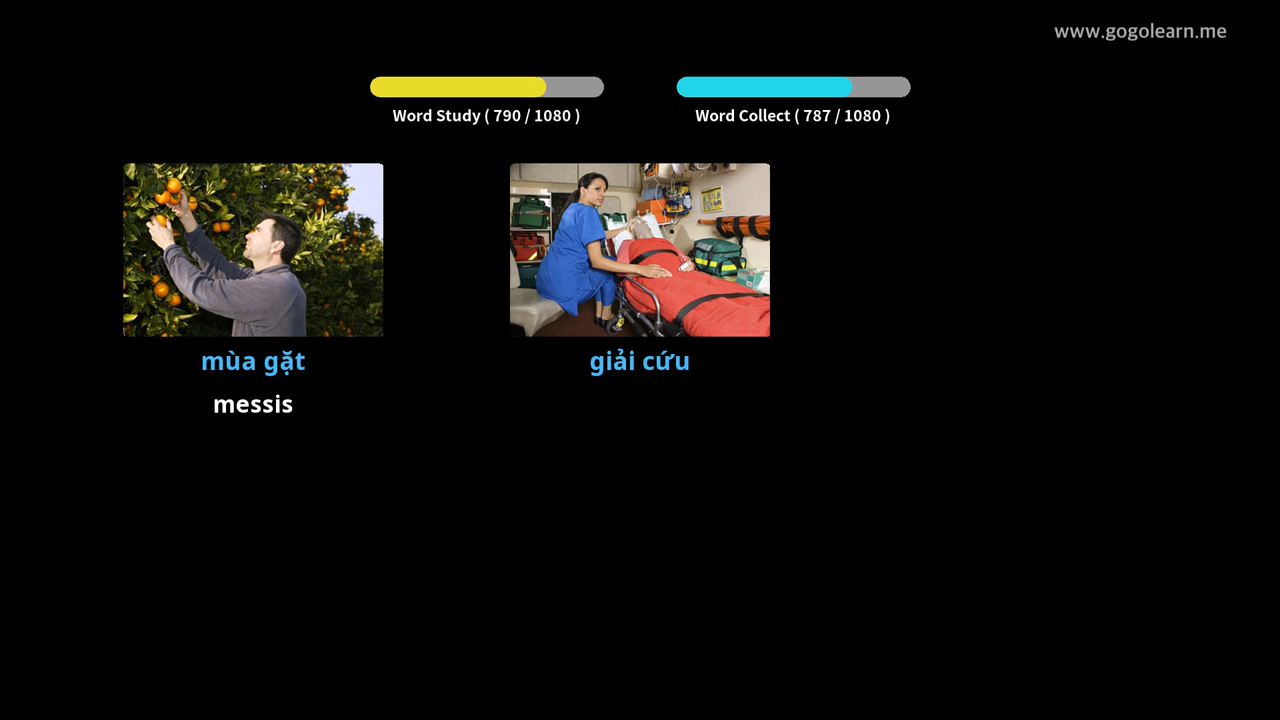 www.gogolearn.me
Word Study ( 790 / 1080 )
Word Collect ( 787 / 1080 )
mùa gặt
giải cứu
messis